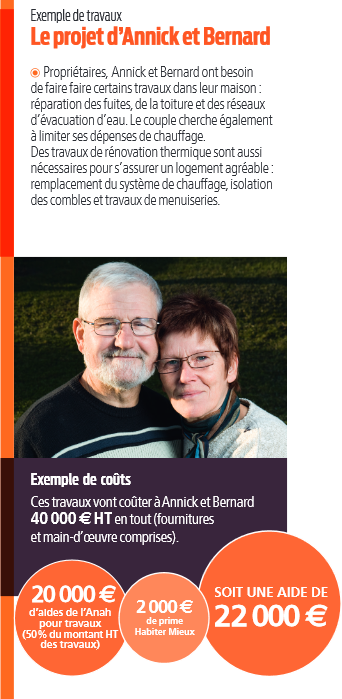 Exemple de travaux
Le projet d'Annick et Bernard
Propriétaires, Annick et Bernard ont besoin
de faire faire certains travaux dans leur maison :
réparation des fuites, de la toiture et des réseaux
d'évacuation d'eau. Le couple cherche également
à limiter ses dépenses de chauffage.
Des travaux de rénovation thermique sont aussi
nécessaires pour s'assurer un logement agréable :
remplacement du système de chauffage, isolation
des combles et travaux de menuiseries.
Exemple de coûts
Ces travaux vont coûter à Annick et Bernard
40 000 € HT en tout (fournitures
et main-d'œuvre comprises).
20 000 €
d'aides de l'Anah
pour travaux
(50% du montant HT
des travaux)
2 000 €
de prime
Habiter Mieux
SOIT UNE AIDE DE
22 000 €